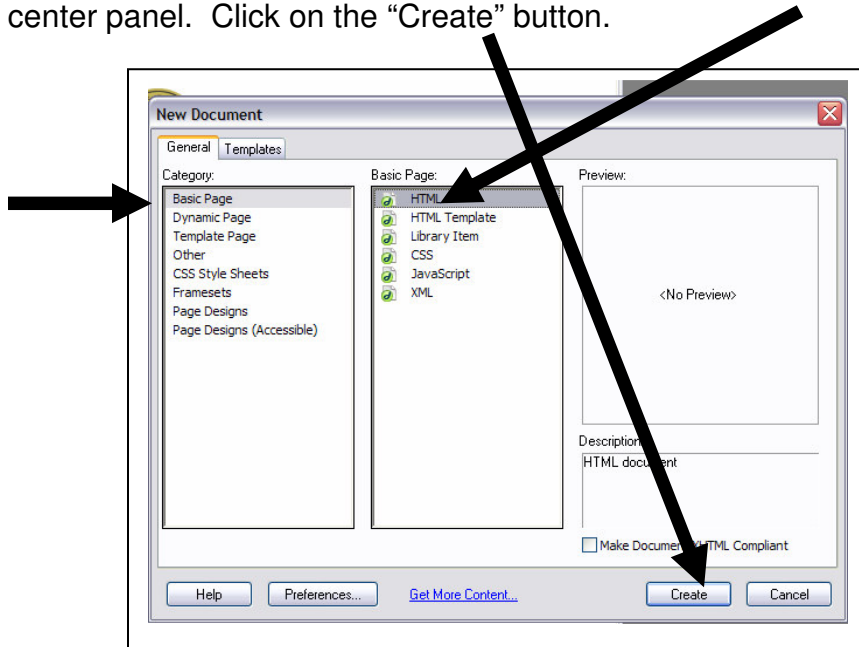 center panel.  Click on the “Create” button.
New Document
General Templates
Category:
Basic Page:
Preview:
Basic Page
Dynamic Page
Template Page
Other
CSS Style Sheets
Framesets
Page Designs
Page Designs (Accessible)
HTML
HTML Template
Library Item
CSS
JavaScript
XML
<No Preview>
Description:
HTML document
Make Document XHTML Compliant
Help
Preferences...
Get More Content...
Create
Cancel